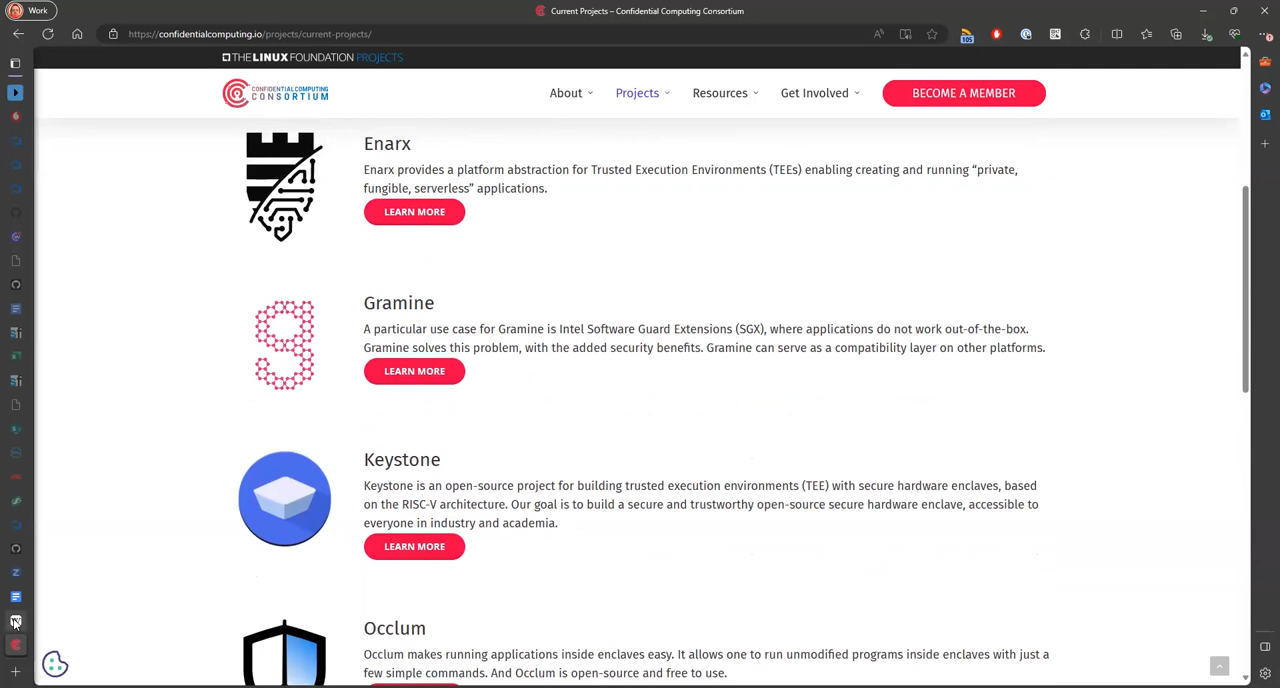 Work
Current Projects – Confidential Computing Consortium
https://confidentialcomputing.io/projects/current-projects/
105
THE LINUX FOUNDATION PROJECTS
CONFIDENTIAL COMPUTING
CONSORTIUM
About
Projects
Resources
Get Involved
BECOME A MEMBER
Enarx
Enarx provides a platform abstraction for Trusted Execution Environments (TEEs) enabling creating and running “private,
fungible, serverless” applications.
LEARN MORE
Gramine
A particular use case for Gramine is Intel Software Guard Extensions (SGX), where applications do not work out-of-the-box.
Gramine solves this problem, with the added security benefits. Gramine can serve as a compatibility layer on other platforms.
LEARN MORE
Keystone
Keystone is an open-source project for building trusted execution environments (TEE) with secure hardware enclaves, based
on the RISC-V architecture. Our goal is to build a secure and trustworthy open-source secure hardware enclave, accessible to
everyone in industry and academia.
LEARN MORE
Occlum
Occlum makes running applications inside enclaves easy. It allows one to run unmodified programs inside enclaves with just a
few simple commands. And Occlum is open-source and free to use.